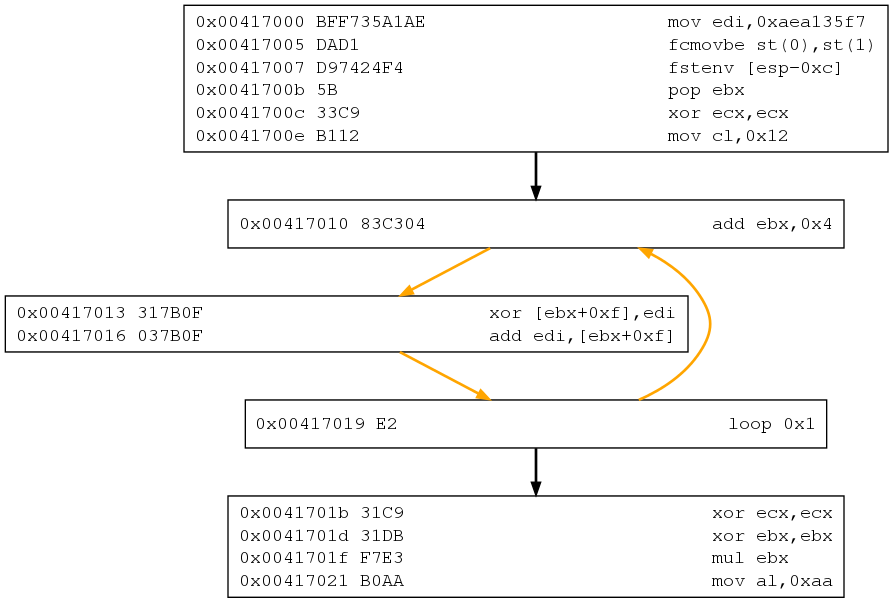 0x00417000 BFF735A1AE mov edi,0xaea135f7
0x00417005 DAD1 fcmovbe st(0),st(1)
0x00417007 D97424F4 fstenv [esp-0xc]
0x0041700b 5B pop ebx
0x0041700c 33C9 xor ecx,ecx
0x0041700e B112 mov cl,0x12
0x00417010 83C304 add ebx,0x4
0x00417013 317B0F xor [ebx+0xf],edi
0x00417016 037B0F add edi,[ebx+0xf]
0x00417019 E2 loop 0x1
0x0041701b 31C9 xor ecx,ecx
0x0041701d 31DB xor ebx,ebx
0x0041701f F7E3 mul ebx
0x00417021 B0AA mov al,0xaa